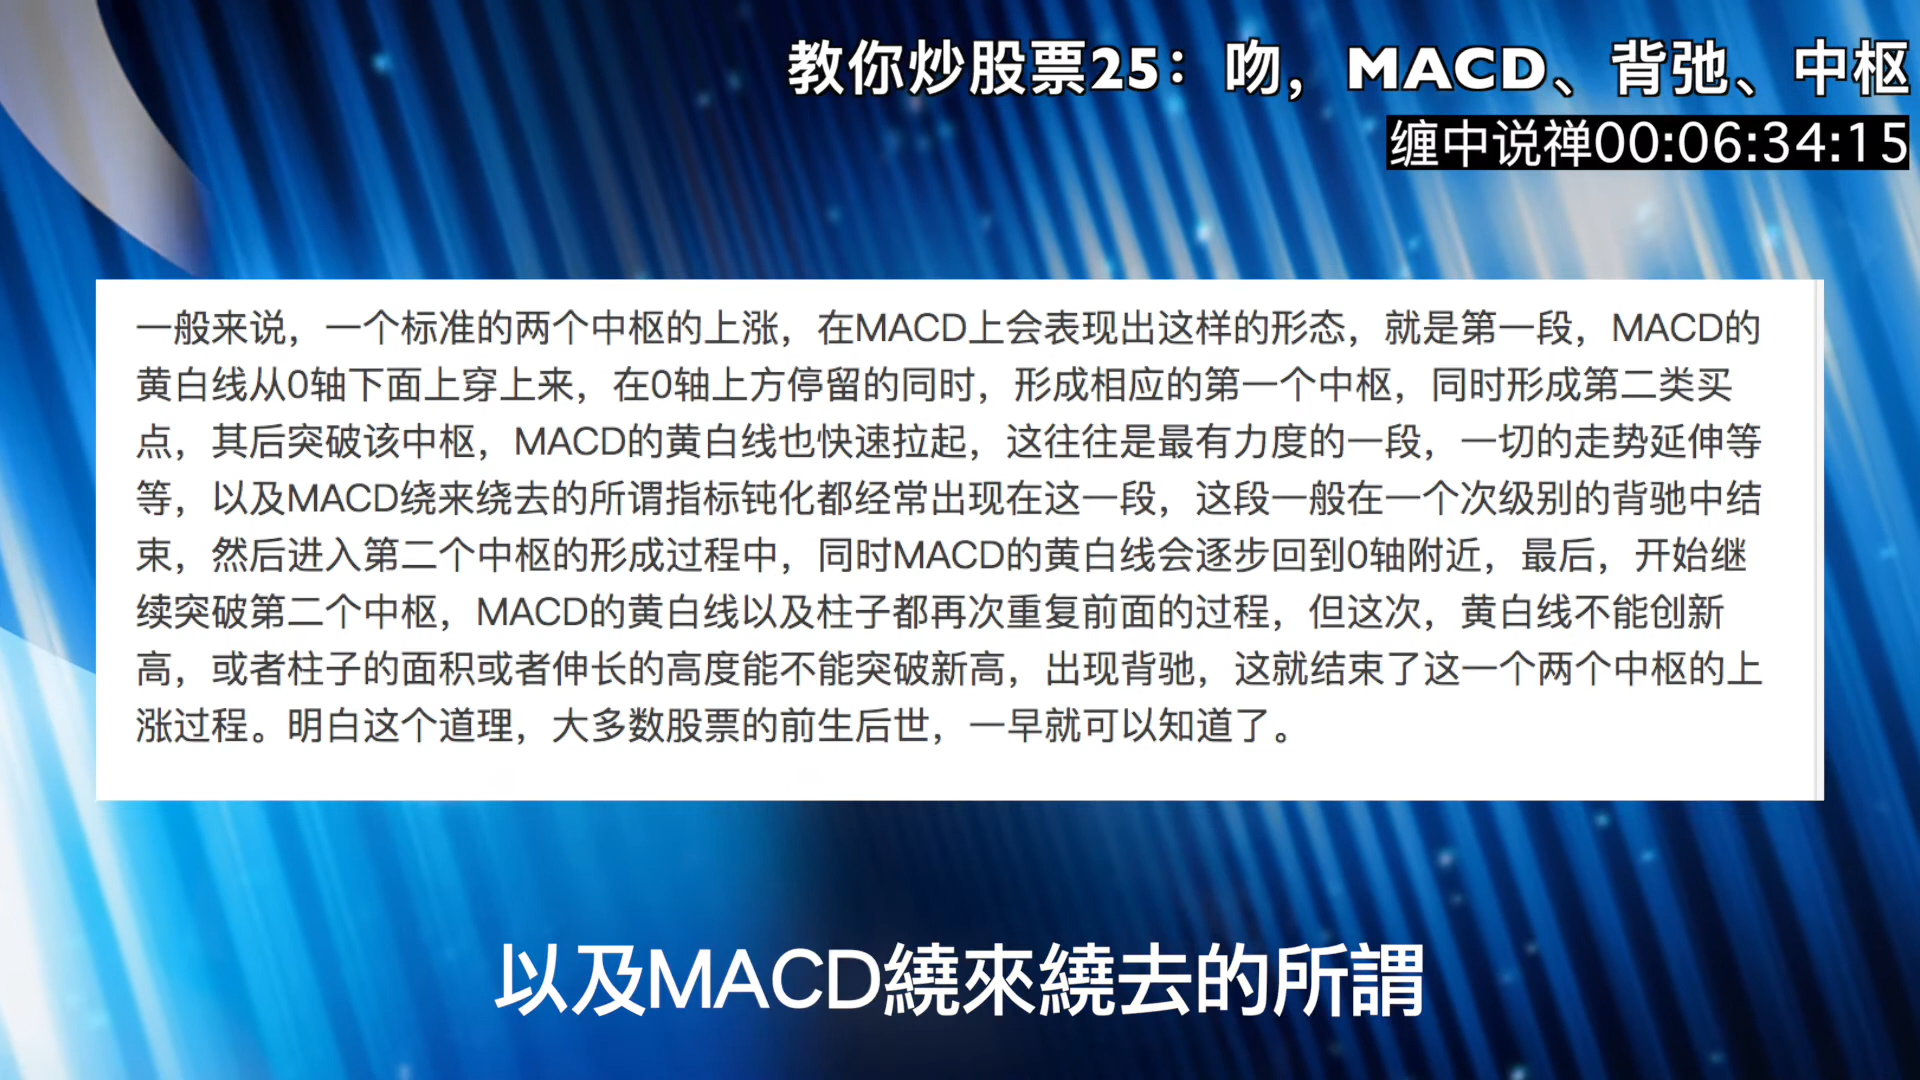 教你炒股票25：吻，MACD、背弛、中枢
缠中说禅00:06:34:15
一般来说，一个标准的两个中枢的上涨，在MACD上会表现出这样的形态，就是第一段，MACD的
黄白线从0轴下面上穿上来，在0轴上方停留的同时，形成相应的第一个中枢，同时形成第二类买
点，其后突破该中枢，MACD的黄白线也快速拉起，这往往是最有力度的一段，一切的走势延伸等
等，以及MACD绕来绕去的所谓指标钝化都经常出现在这一段，这段一般在一个次级别的背驰中结
束，然后进入第二个中枢的形成过程中，同时MACD的黄白线会逐步回到0轴附近，最后，开始继
续突破第二个中枢，MACD的黄白线以及柱子都再次重复前面的过程，但这次，黄白线不能创新
高，或者柱子的面积或者伸长的高度能不能突破新高，出现背驰，这就结束了这一个两个中枢的上
涨过程。明白这个道理，大多数股票的前生后世，一早就可以知道了。
以及MACD繞來繞去的所謂